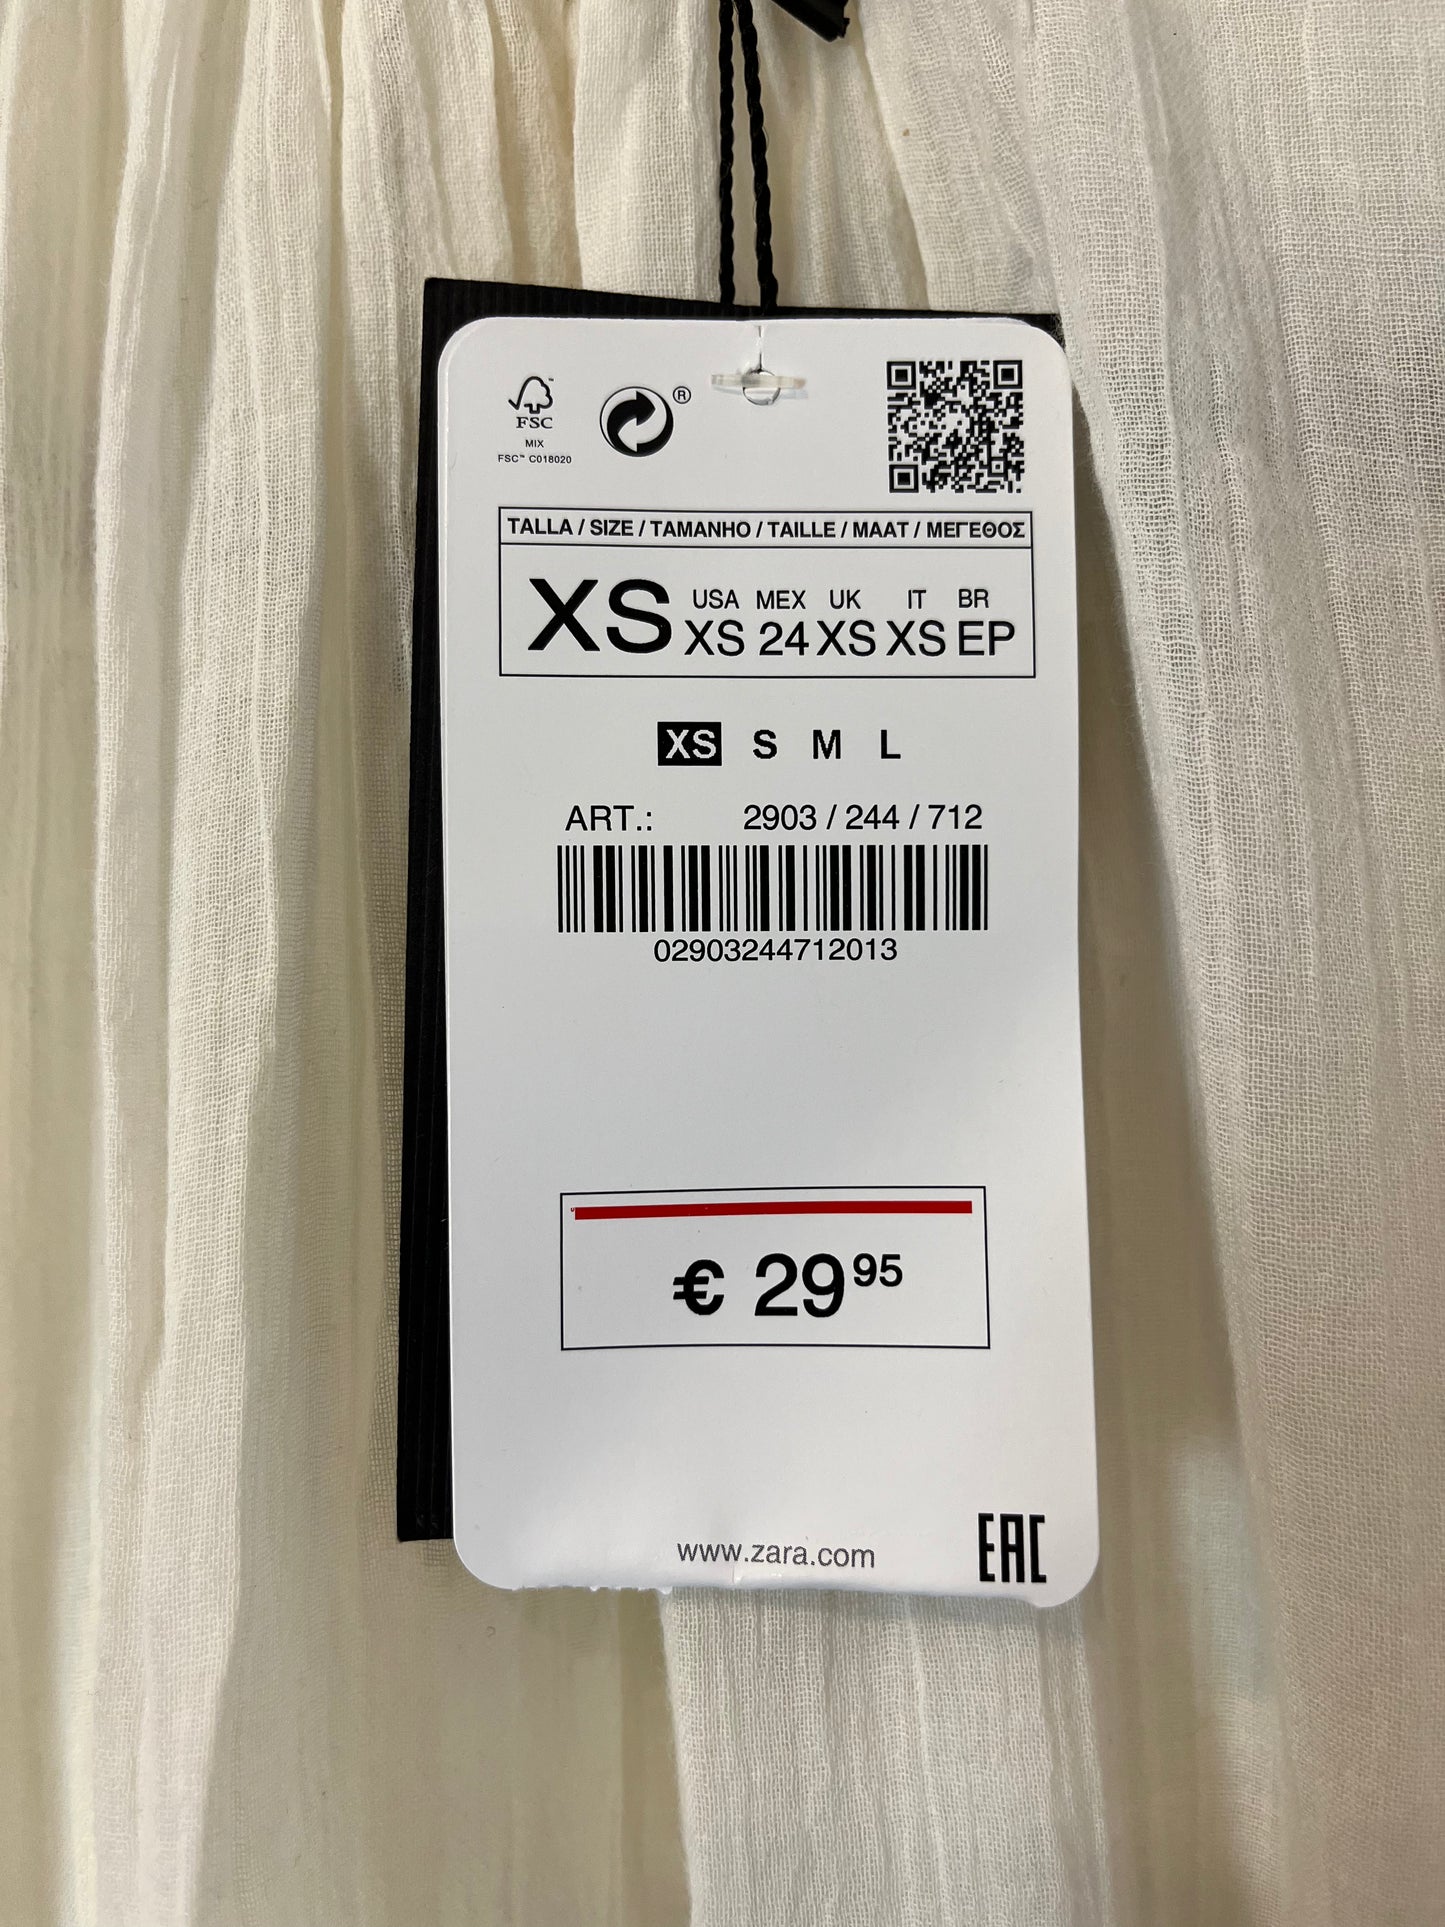 FSC™
MIX
FSC™ C018020
®
TALLA / SIZE / TAMANHO / TAILLE / MAAT / ΜΕΓΕΘΟΣ
XS
USA MEX UK IT BR
XS 24 XS XS EP
XS S M L
ART.: 2903 / 244 / 712
02903244712013
€ 29 95
www.zara.com
EAC